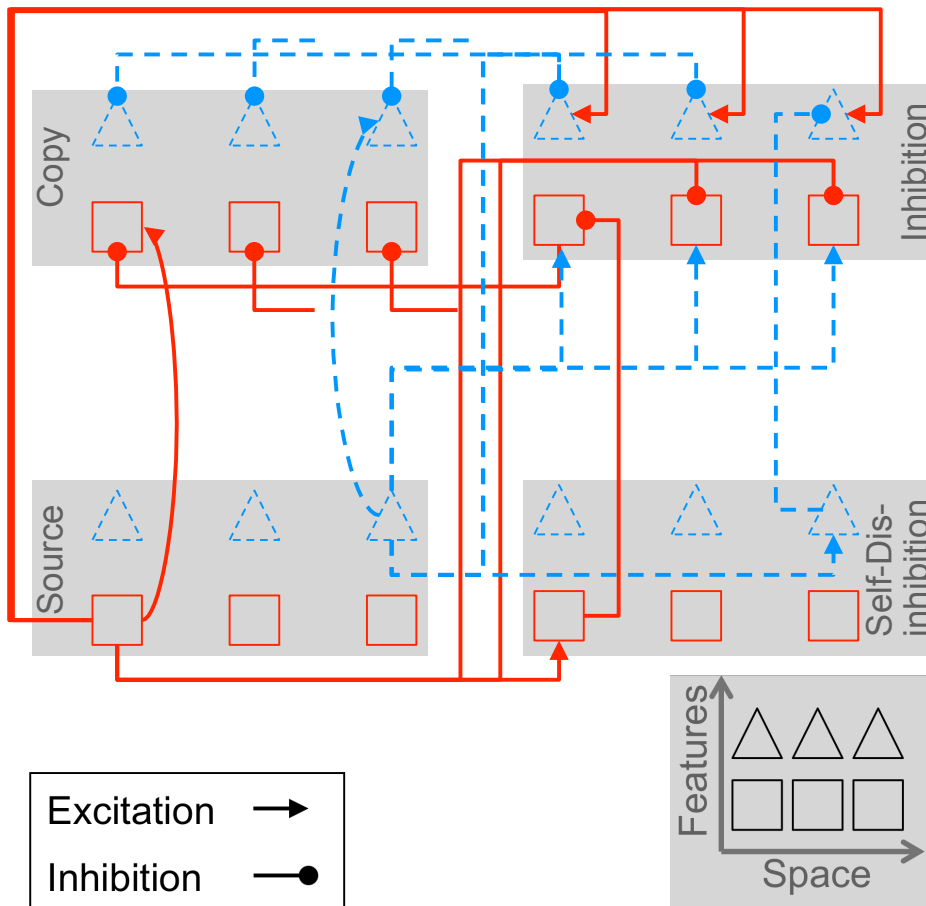 Copy
Inhibition
Source
Self-Dis-
inhibition
Features
Space
Excitation
Inhibition